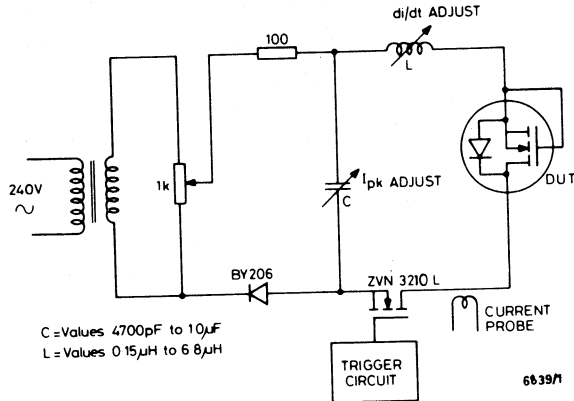 di/dt ADJUST
100
L
240V
1k
Ipk ADJUST
C
DUT
BY206
ZVN 3210 L
CURRENT
PROBE
C=Values 4700pF to 10µF
L=Values 0·15µH to 6·8µH
TRIGGER
CIRCUIT
6839/1